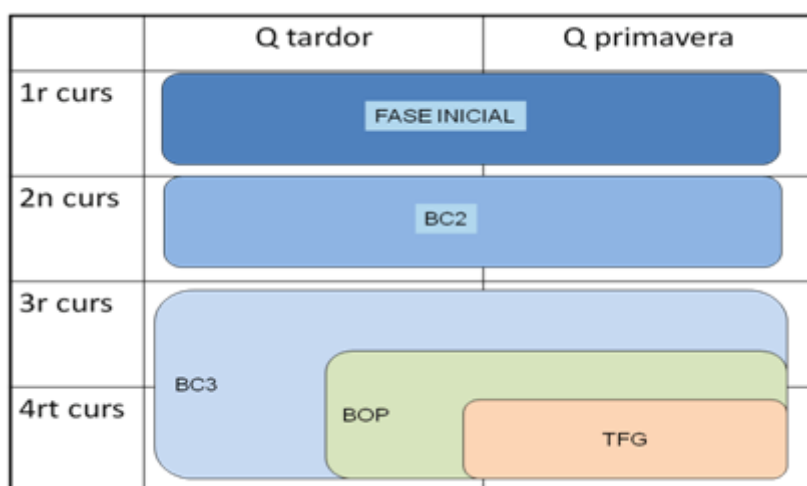 Q tardor
Q primavera
1r curs
FASE INICIAL
2n curs
BC2
3r curs
BC3
4rt curs
BOP
TFG